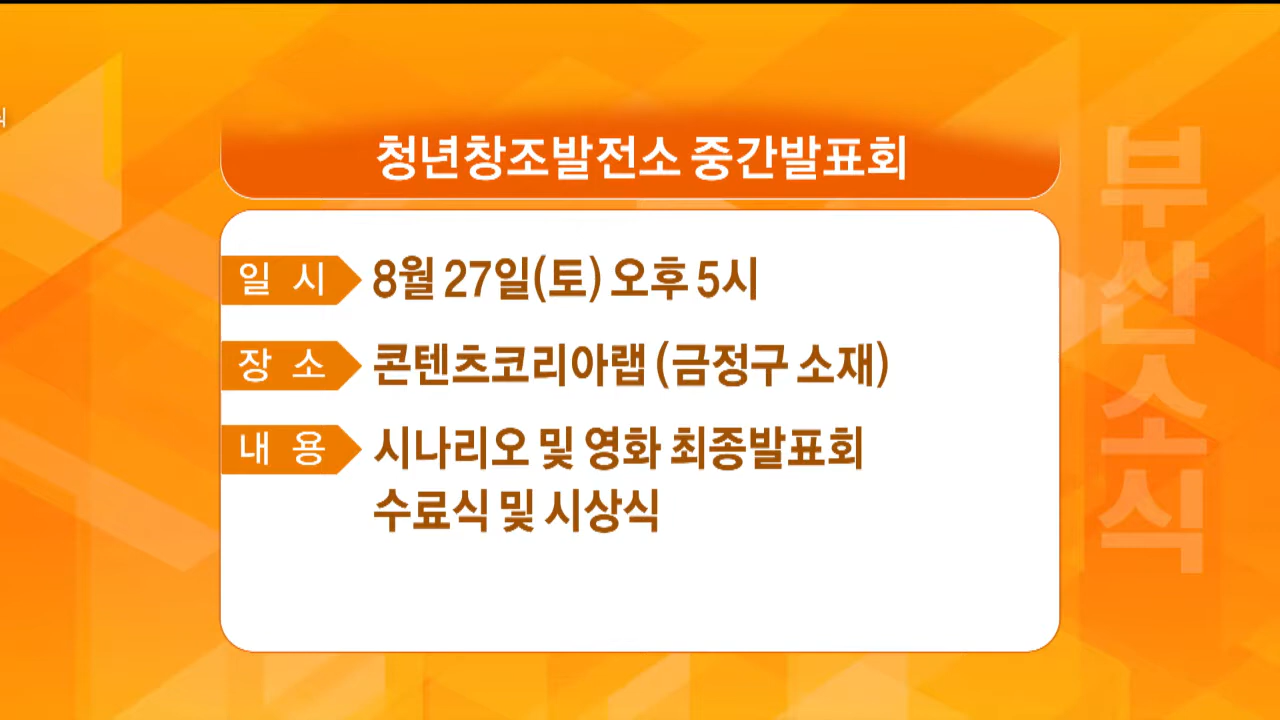 청년창조발전소 중간발표회
일 시 8월 27일(토) 오후 5시
장 소 콘텐츠코리아랩 (금정구 소재)
내 용 시나리오 및 영화 최종발표회
수료식 및 시상식
부산소식